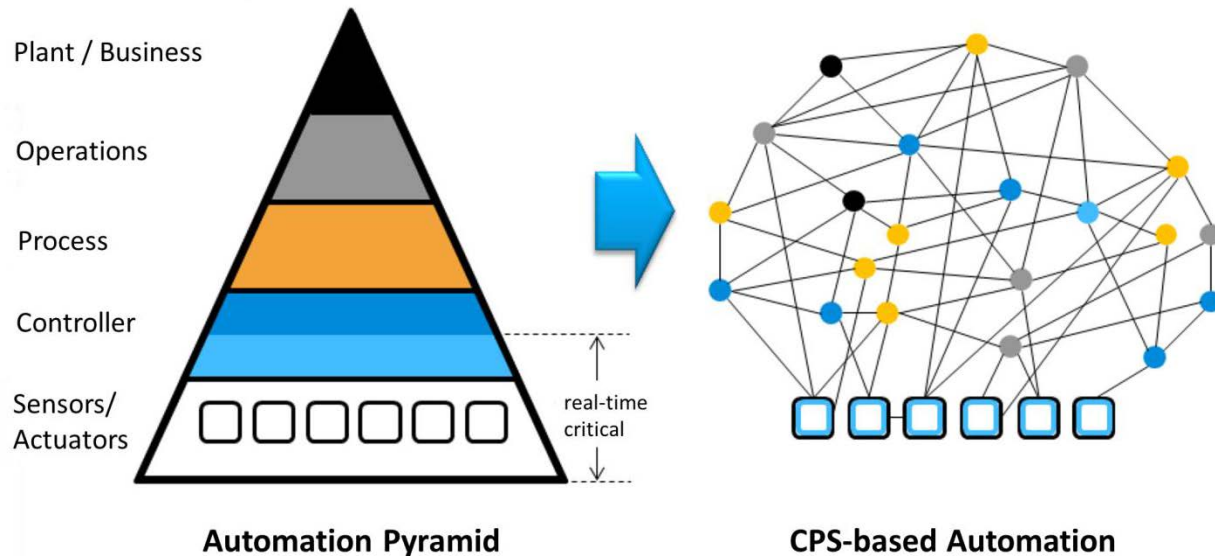 Plant / Business
Operations
Process
Controller
Sensors/
Actuators
real-time
critical
Automation Pyramid
CPS-based Automation